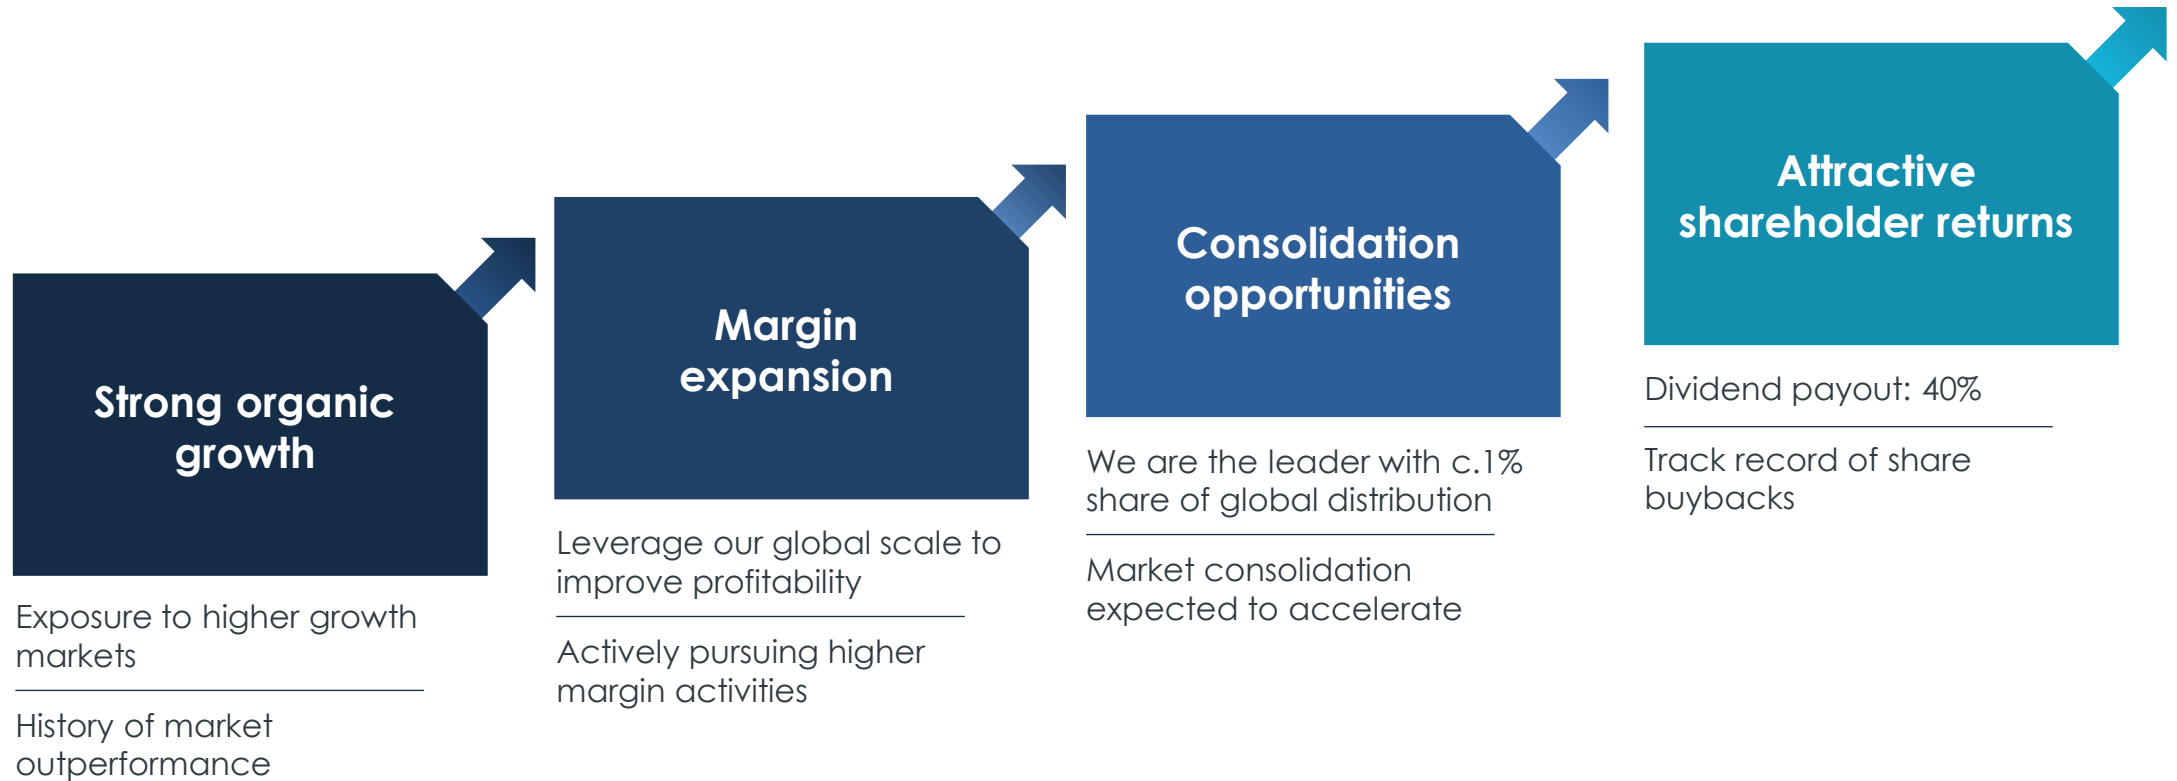 Strong organic
growth
Exposure to higher growth
markets
History of market
outperformance
Margin
expansion
Leverage our global scale to
improve profitability
Actively pursuing higher
margin activities
Consolidation
opportunities
We are the leader with c.1%
share of global distribution
Market consolidation
expected to accelerate
Attractive
shareholder returns
Dividend payout: 40%
Track record of share
buybacks